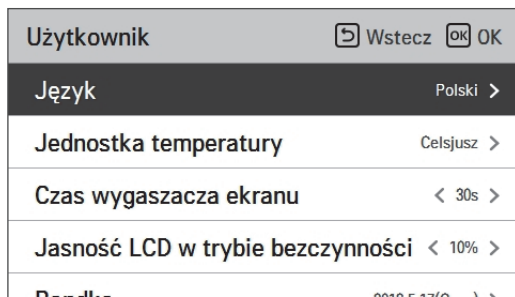 Użytkownik Wstecz OK OK
Język Polski >
Jednostka temperatury Celsjusz >
Czas wygaszacza ekranu < 30s >
Jasność LCD w trybie bezczynności < 10% >